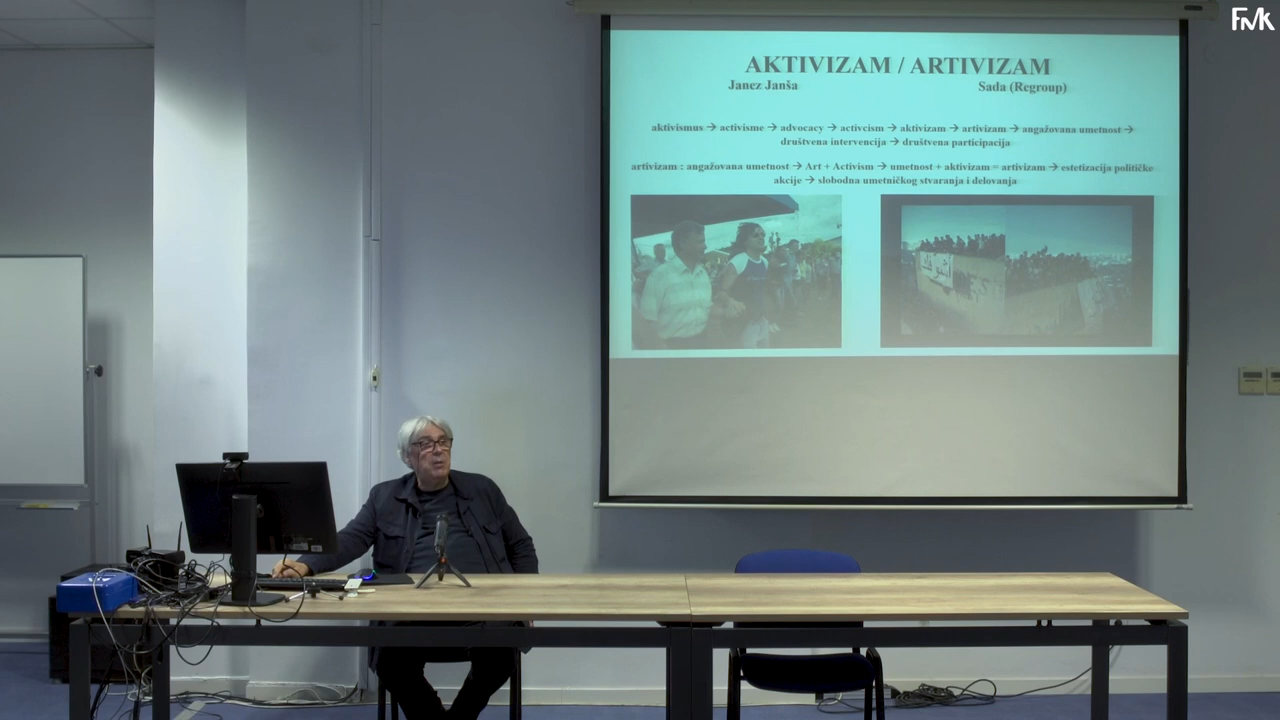 FMK
AKTIVIZAM / ARTIVIZAM
Janez Janša
Sada (Regroup)
aktivismus → activisme → advocacy → activcism → aktivizam → artivizam → angažovana umetnost →
društvena intervencija → društvena participacija
artivizam : angažovana umetnost → Art + Activism → umetnost + aktivizam = artivizam → estetizacija političke
akcije → slobodna umetničkog stvaranja i delovanja